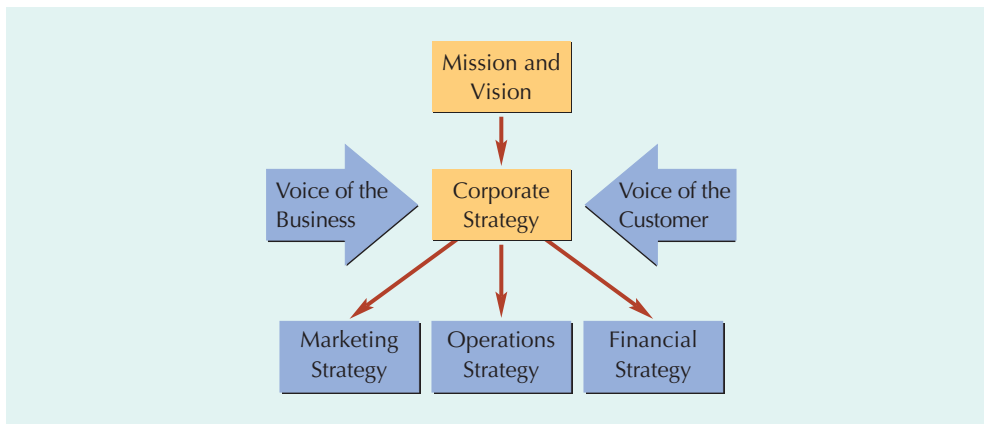 Mission and
Vision
Voice of the
Business
Corporate
Strategy
Voice of the
Customer
Marketing
Strategy
Operations
Strategy
Financial
Strategy